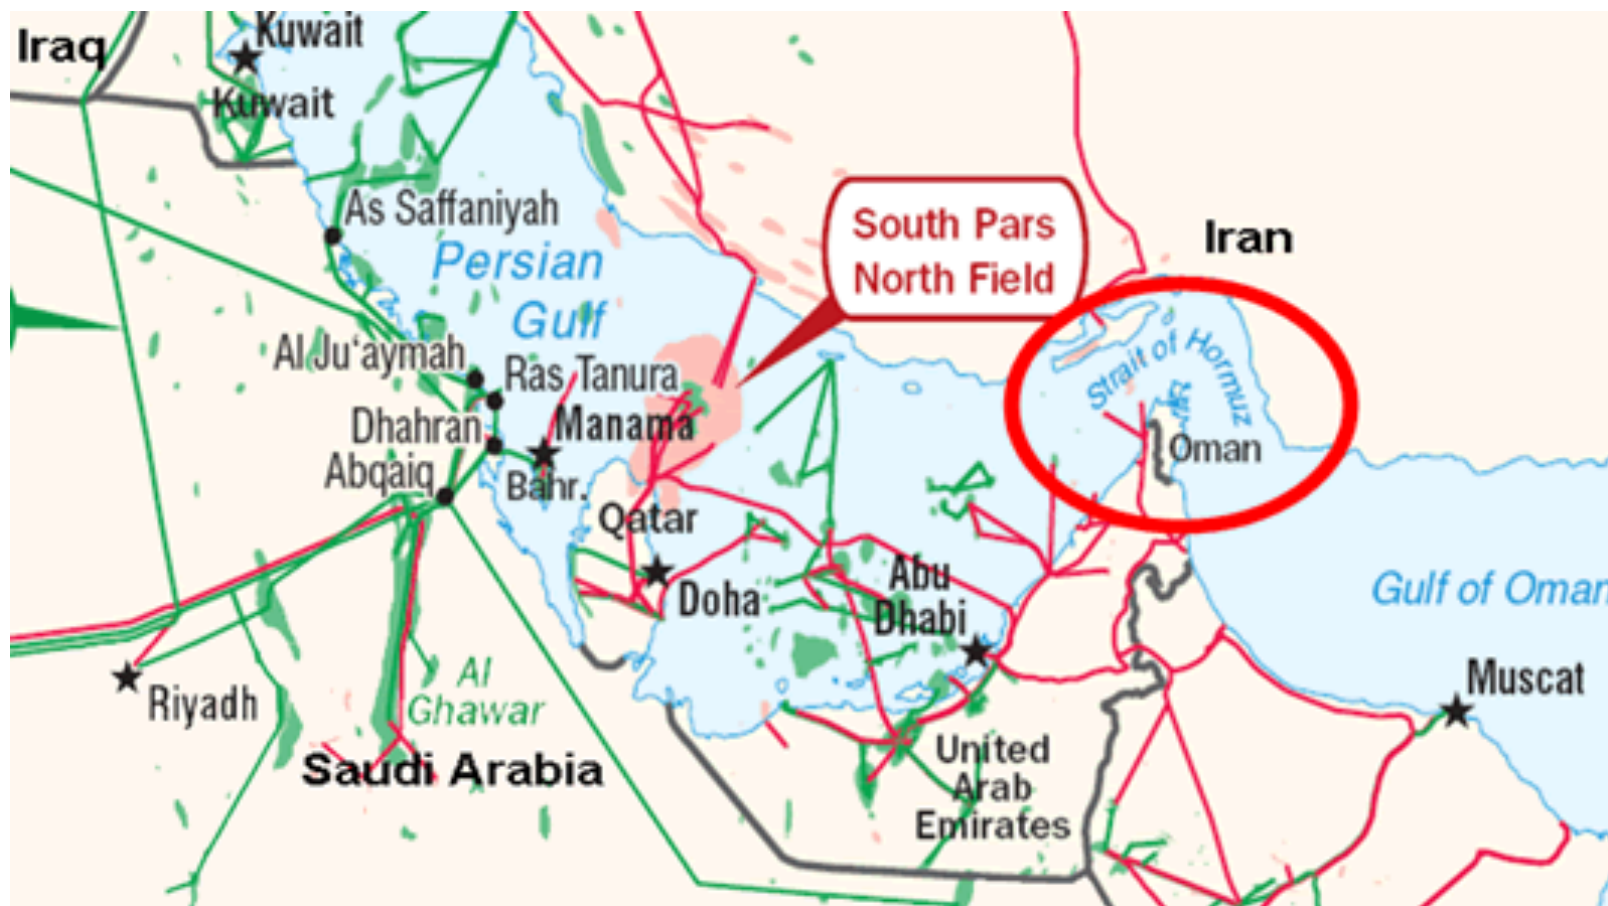 Iraq
Kuwait
Kuwait
As Saffaniyah
Persian
Gulf
South Pars
North Field
Iran
Al Ju‘aymah
Ras Tanura
Strait of Hormuz
Dhahran
Manama
Abqaiq
Bahr.
Oman
Qatar
Doha
Abu
Dhabi
Gulf of Oman
Riyadh
Al
Ghawar
Saudi Arabia
Muscat
United
Arab
Emirates